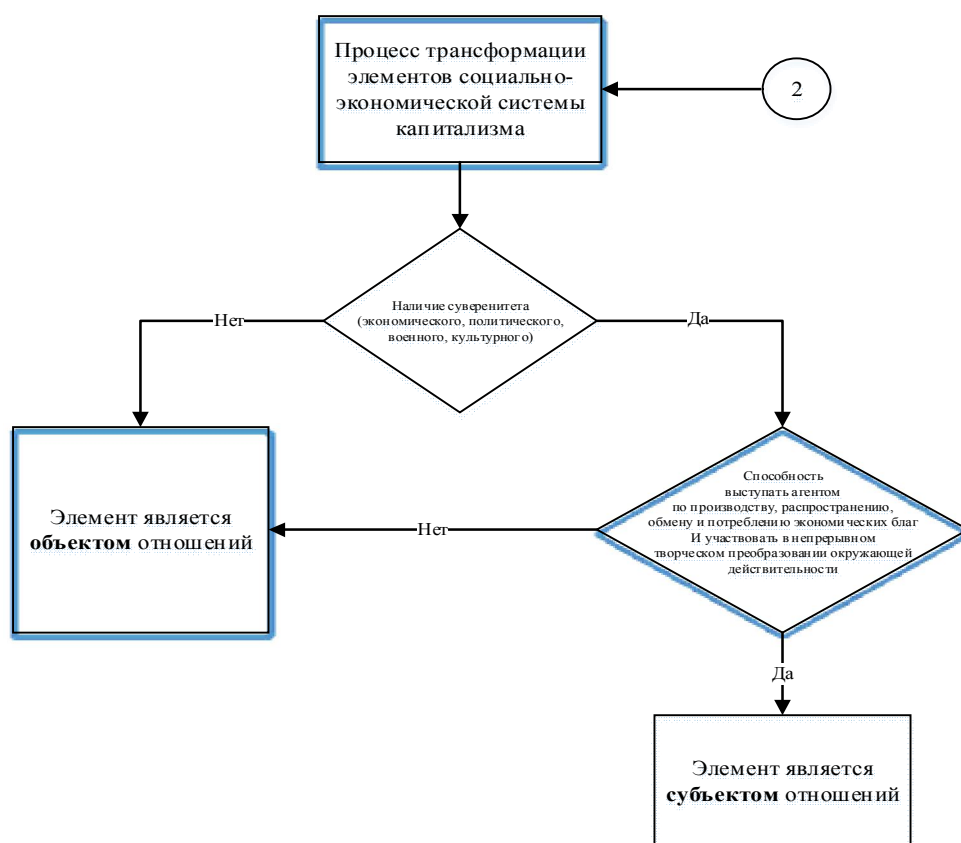 Процесс трансформации
элементов социально-
экономической системы
капитализма
2
Наличие суверенитета
(экономического, политического,
военного, культурного)
Нет
Да
Элемент является
объектом отношений
Способность
выступать агентом
по производству, распространению,
обмену и потреблению экономических благ
И участвовать в непрерывном
творческом преобразовании окружающей
действительности
Нет
Да
Элемент является
субъектом отношений